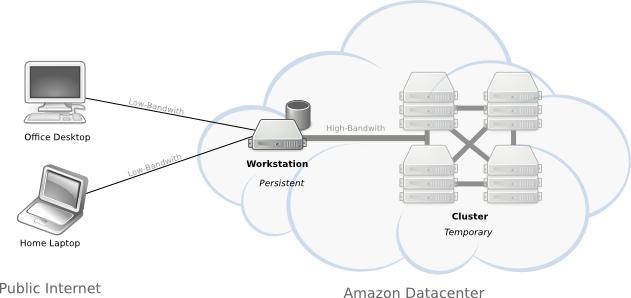 Low-Bandwith
Office Desktop
High-Bandwith
Low-Bandwith
Workstation
Persistent
Home Laptop
Cluster
Temporary
Public Internet
Amazon Datacenter